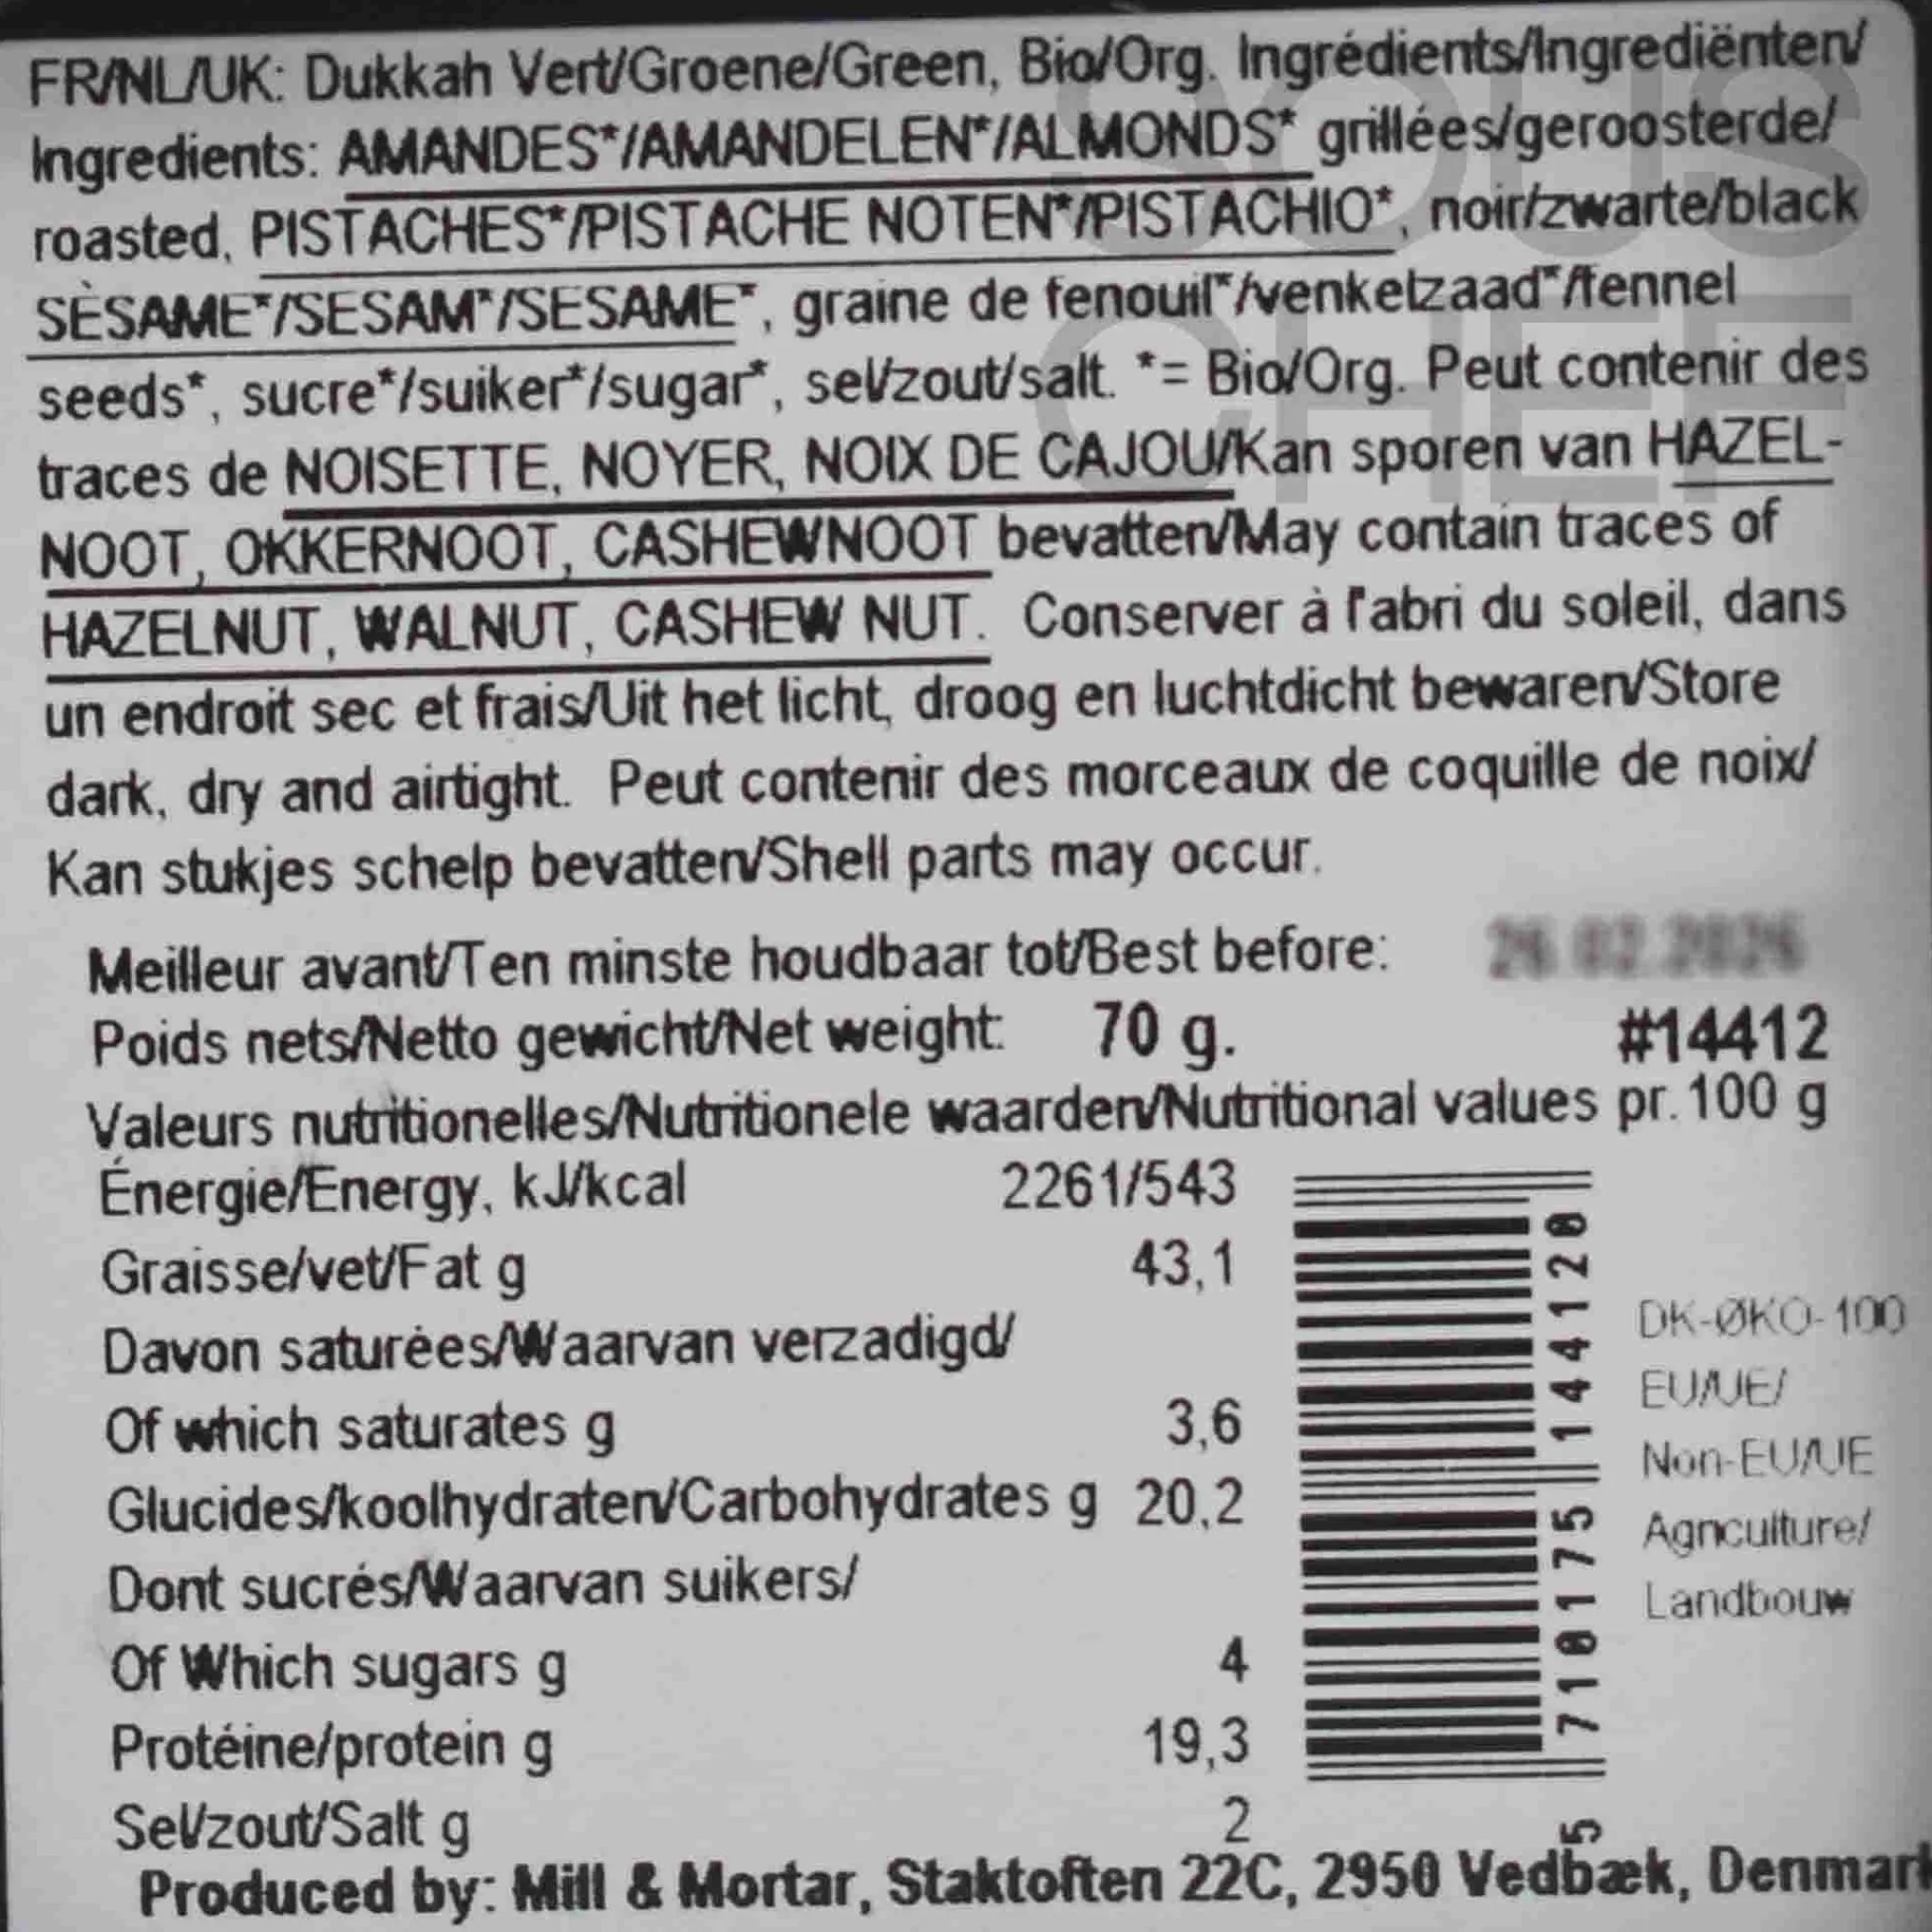 FR/NL/UK: Dukkah Vert/Groene/Green, Bio/Org. Ingrédients/Ingrediënten/
Ingredients: AMANDES*/AMANDELEN*/ALMONDS* grillées/geroosterde/
roasted, PISTACHES*/PISTACHE NOTEN*/PISTACHIO*, noir/zwarte/black
SÈSAME*/SESAM*/SESAME*, graine de fenouil*/venkelzaad*/fennel
seeds*, sucre*/suiker*/sugar*, sel/zout/salt. *= Bio/Org. Peut contenir des
traces de NOISETTE, NOYER, NOIX DE CAJOU/Kan sporen van HAZEL-
NOOT, OKKERNOOT, CASHEWNOOT bevatten/May contain traces of
HAZELNUT, WALNUT, CASHEW NUT. Conserver à l'abri du soleil, dans
un endroit sec et frais/Uit het licht, droog en luchtdicht bewaren/Store
dark, dry and airtight. Peut contenir des morceaux de coquille de noix/
Kan stukjes schelp bevatten/Shell parts may occur.
Meilleur avant/Ten minste houdbaar tot/Best before: 26.02.2026
Poids nets/Netto gewicht/Net weight: 70 g. #14412
Valeurs nutritionelles/Nutritionele waarden/Nutritional values pr. 100 g
Énergie/Energy, kJ/kcal 2261/543
Graisse/vet/Fat g 43,1
Davon saturées/Waarvan verzadigd/
Of which saturates g 3,6
Glucides/koolhydraten/Carbohydrates g 20,2
Dont sucrés/Waarvan suikers/
Of Which sugars g 4
Protéine/protein g 19,3
Sel/zout/Salt g 2
5 710175 144120
DK-ØKO-100
EU/UE/
Non-EU/UE
Agriculture/
Landbouw
Produced by: Mill & Mortar, Staktoften 22C, 2950 Vedbæk, Denmark
SOUS
CHEF